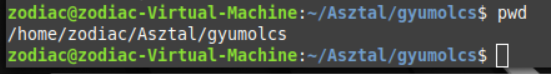 zodiac@zodiac-Virtual-Machine:~/Asztal/gyumolcs$ pwd
/home/zodiac/Asztal/gyumolcs
zodiac@zodiac-Virtual-Machine:~/Asztal/gyumolcs$